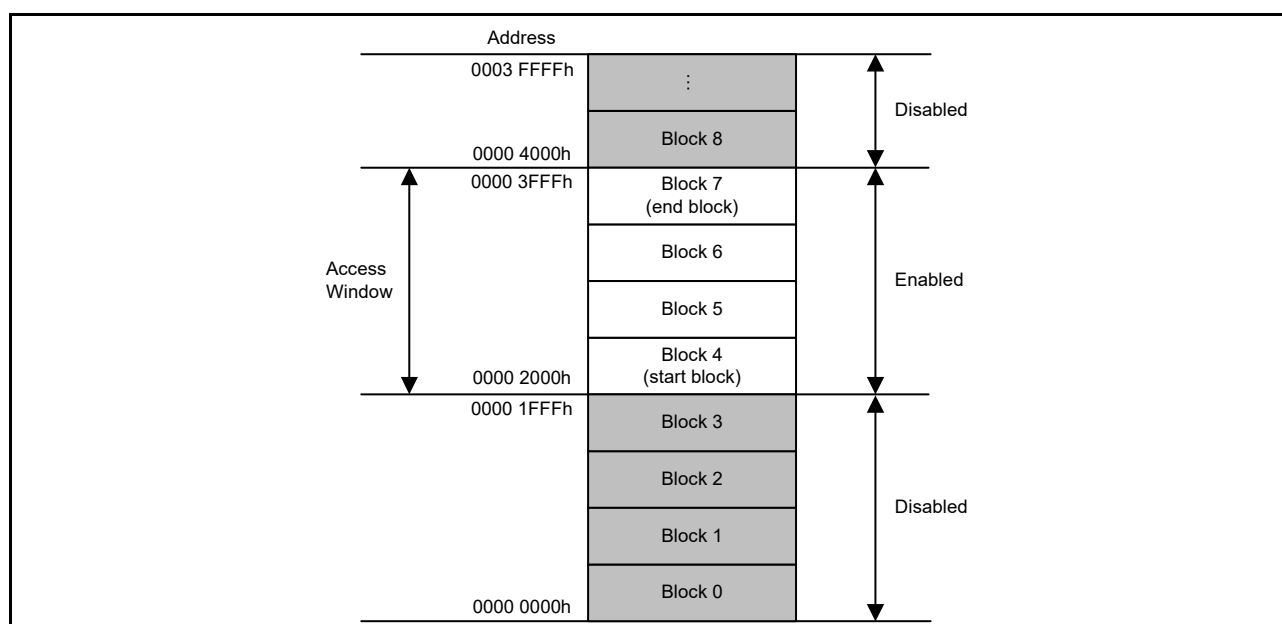 Address
0003 FFFFh
⋮
Disabled
Block 8
0000 4000h
0000 3FFFh
Block 7
(end block)
Block 6
Access
Window
Enabled
Block 5
Block 4
(start block)
0000 2000h
0000 1FFFh
Block 3
Block 2
Disabled
Block 1
Block 0
0000 0000h